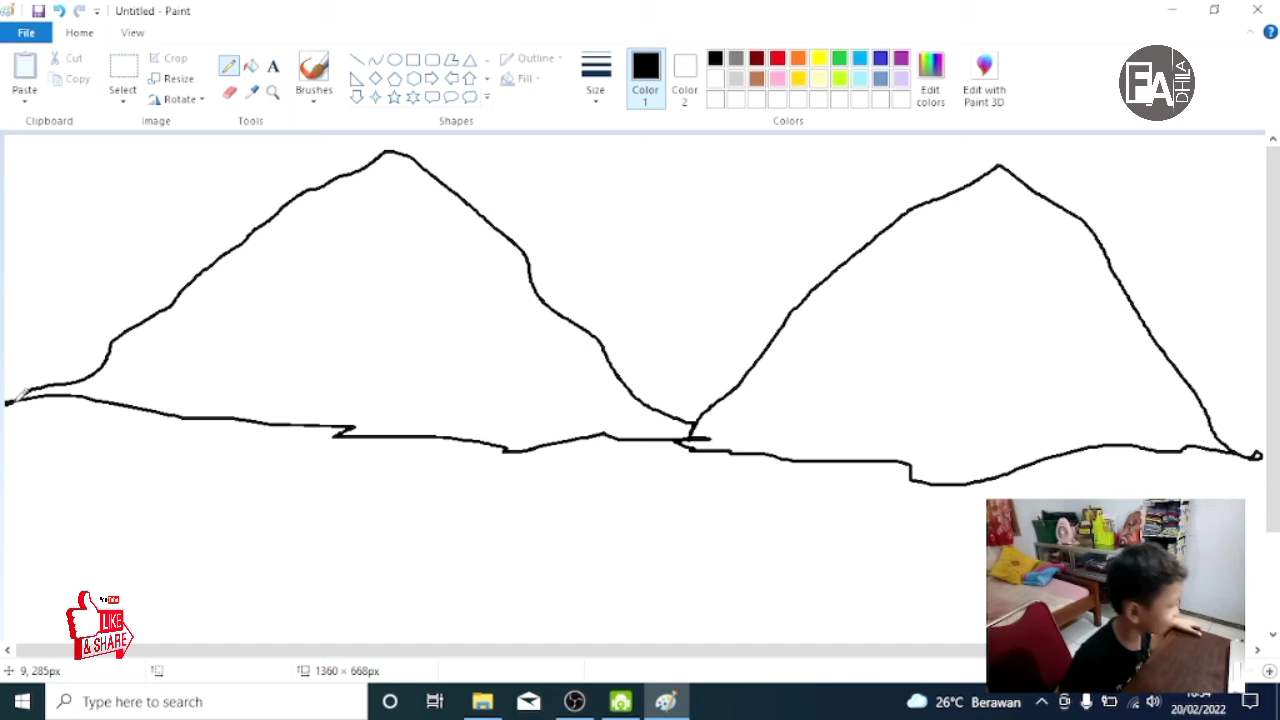 Untitled - Paint
File Home View
Paste
Cut
Copy
Clipboard
Select
Crop
Resize
Rotate
Image
A
Tools
Brushes
Outline
Fill
Shapes
Size
Color 1
Color 2
Edit colors
Edit with Paint 3D
Colors
FA DHILA
YouTube
LIKE
& SHARE
9, 285px
1360 × 668px
Type here to search
26°C Berawan
20/02/2022